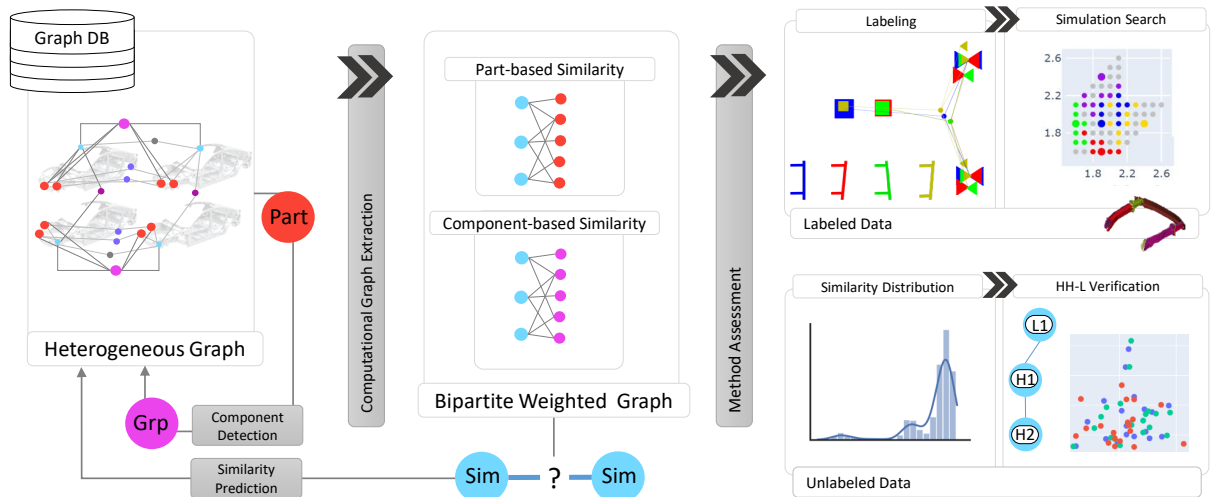 Graph DB
Part
Heterogeneous Graph
Grp
Component
Detection
Similarity
Prediction
Computational Graph Extraction
Part-based Similarity
Component-based Similarity
Bipartite Weighted Graph
Sim
?
Sim
Method Assessment
Labeling
Simulation Search
2.6
2.2
1.8
1.8
2.2
2.6
Labeled Data
Similarity Distribution
HH-L Verification
L1
H1
H2
Unlabeled Data